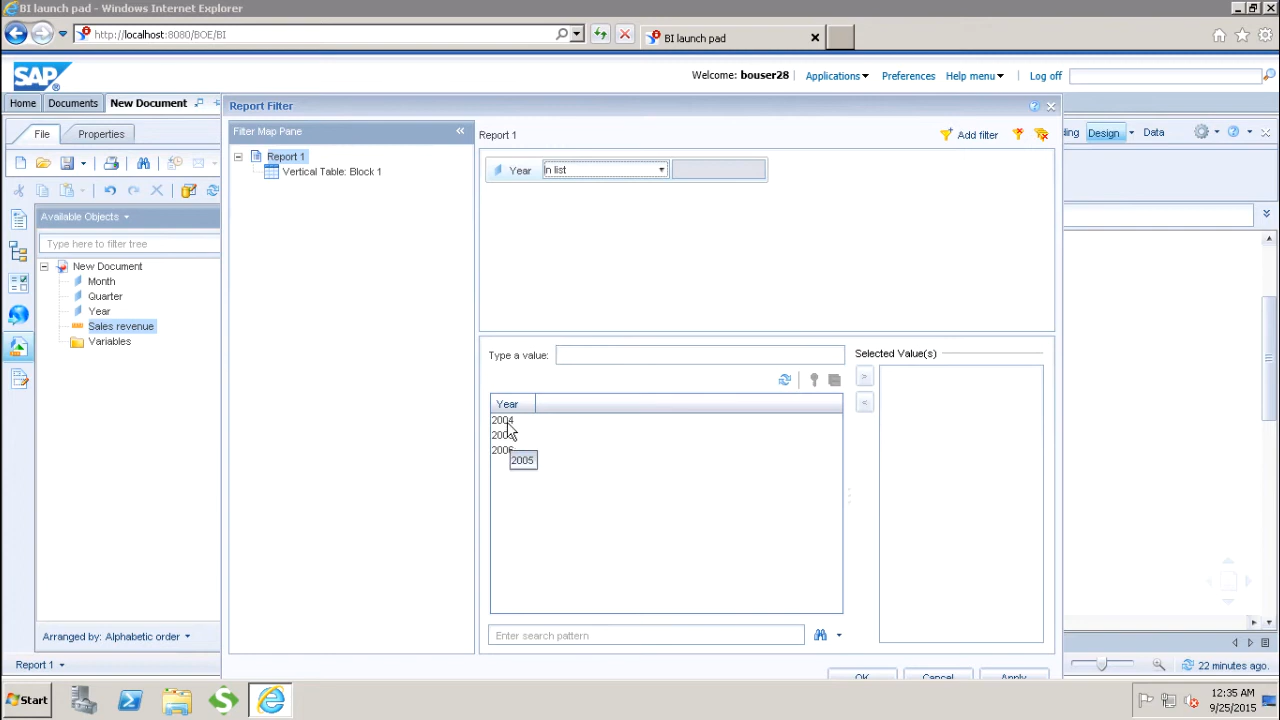 BI launch pad - Windows Internet Explorer
http://localhost:8080/BOE/BI
BI launch pad
SAP
Welcome: bouser28
Applications
Preferences
Help menu
Log off
Home
Documents
New Document
File
Properties
Available Objects
Type here to filter tree
New Document
Month
Quarter
Year
Sales revenue
Variables
Arranged by: Alphabetic order
Report 1
Report Filter
Filter Map Pane
Report 1
Vertical Table: Block 1
Report 1
Add filter
Year
In list
Type a value:
Year
2004
2005
Selected Value(s)
>
<
Enter search pattern
OK
Cancel
Apply
Design
Data
22 minutes ago.
Start
12:35 AM
9/25/2015